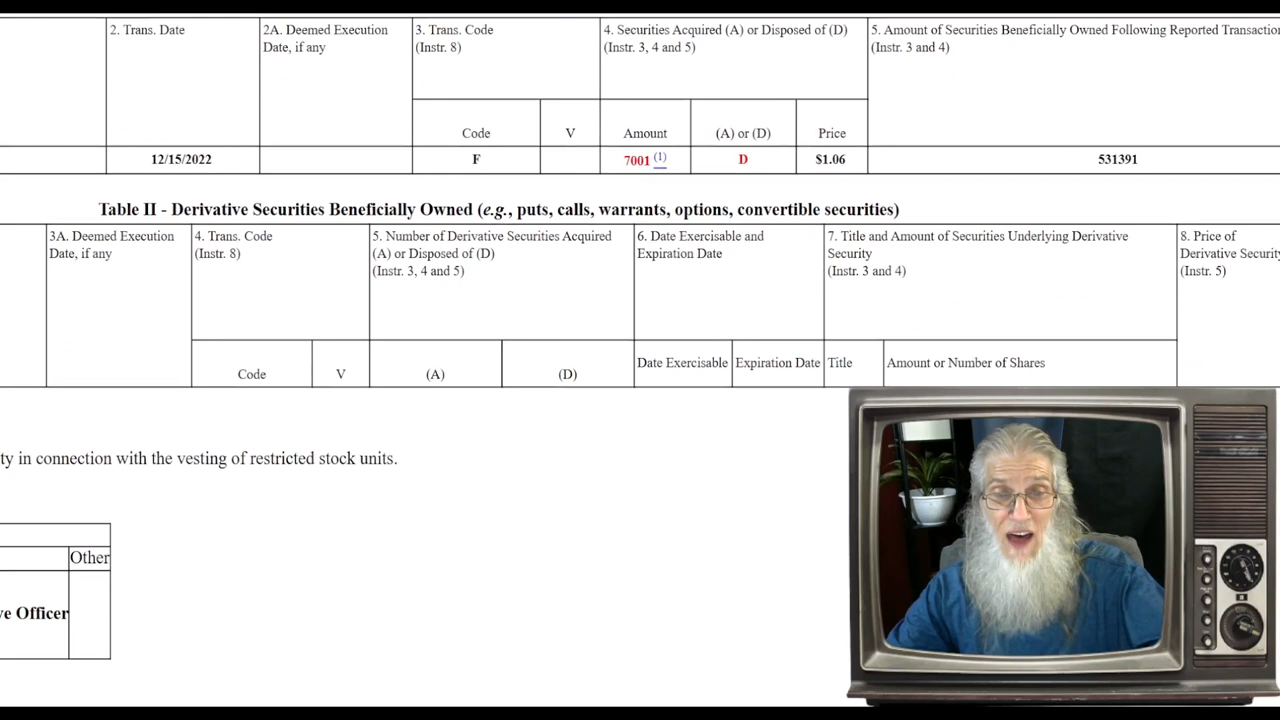 2. Trans. Date
2A. Deemed Execution
Date, if any
3. Trans. Code
(Instr. 8)
4. Securities Acquired (A) or Disposed of (D)
(Instr. 3, 4 and 5)
5. Amount of Securities Beneficially Owned Following Reported Transaction
(Instr. 3 and 4)
Code
V
Amount
(A) or (D)
Price
12/15/2022
F
7001 (1)
D
$1.06
531391
Table II - Derivative Securities Beneficially Owned (e.g., puts, calls, warrants, options, convertible securities)
3A. Deemed Execution
Date, if any
4. Trans. Code
(Instr. 8)
5. Number of Derivative Securities Acquired
(A) or Disposed of (D)
(Instr. 3, 4 and 5)
6. Date Exercisable and
Expiration Date
7. Title and Amount of Securities Underlying Derivative
Security
(Instr. 3 and 4)
8. Price of
Derivative Security
(Instr. 5)
Code
V
(A)
(D)
Date Exercisable
Expiration Date
Title
Amount or Number of Shares
ty in connection with the vesting of restricted stock units.
Other
ve Officer